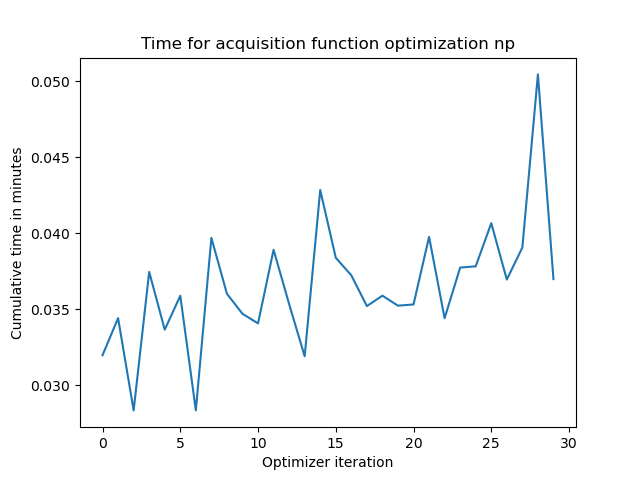 Time for acquisition function optimization np
0.050
0.045
0.040
0.035
0.030
Cumulative time in minutes
0 5 10 15 20 25 30
Optimizer iteration